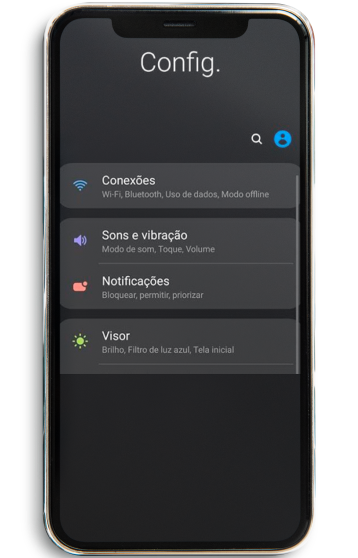 Config.
Conexões
Wi-Fi, Bluetooth, Uso de dados, Modo offline
Sons e vibração
Modo de som, Toque, Volume
Notificações
Bloquear, permitir, priorizar
Visor
Brilho, Filtro de luz azul, Tela inicial